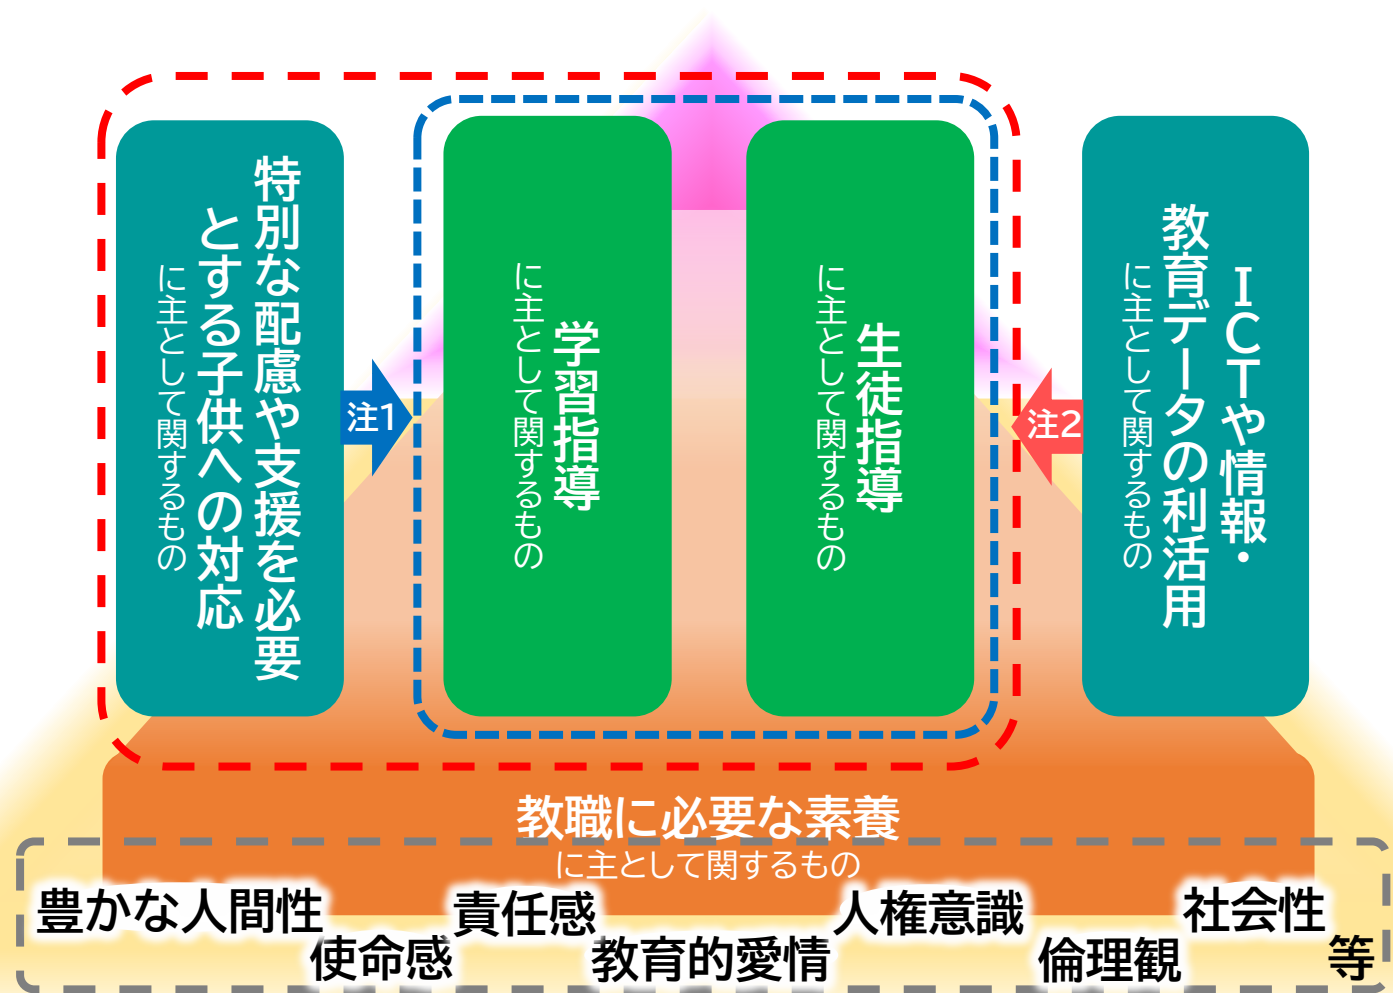 特別な配慮や支援を必要
とする子供への対応
に主として関するもの
注1
学習指導
に主として関するもの
生徒指導
に主として関するもの
注2
ＩＣＴや情報・
教育データの利活用
に主として関するもの
教職に必要な素養
に主として関するもの
豊かな人間性
使命感
責任感
教育的愛情
人権意識
倫理観
社会性
等